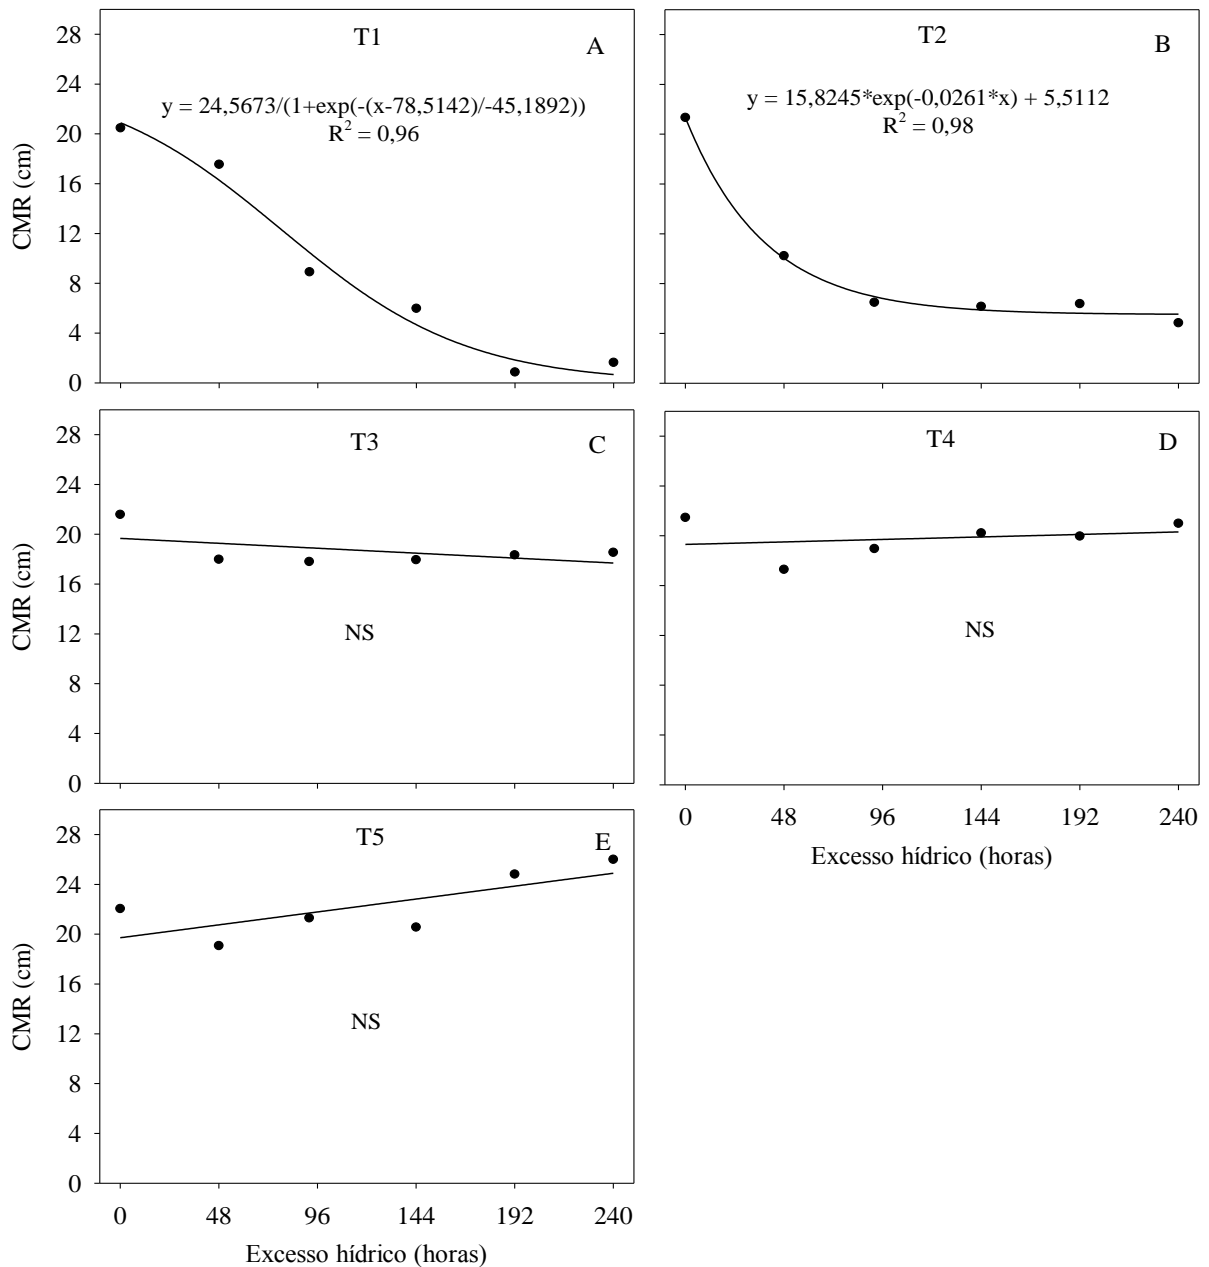 T1
A
y = 24,5673/(1+exp(-(x-78,5142)/-45,1892))
R² = 0,96
CMR (cm)
28
24
20
16
12
8
4
0
T2
B
y = 15,8245*exp(-0,0261*x) + 5,5112
R² = 0,98
T3
C
NS
CMR (cm)
28
24
20
16
12
8
4
0
T4
D
NS
0 48 96 144 192 240
Excesso hídrico (horas)
T5
E
NS
CMR (cm)
28
24
20
16
12
8
4
0
0 48 96 144 192 240
Excesso hídrico (horas)